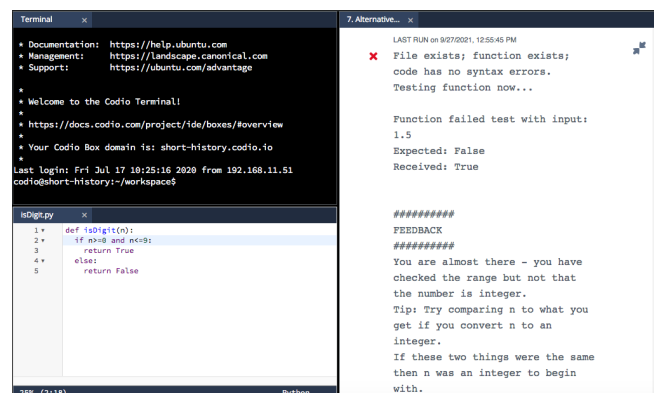 Terminal x
* Documentation: https://help.ubuntu.com
* Management: https://landscape.canonical.com
* Support: https://ubuntu.com/advantage
*
* Welcome to the Codio Terminal!
*
* https://docs.codio.com/project/ide/boxes/#overview
*
* Your Codio Box domain is: short-history.codio.io
*
Last login: Fri Jul 17 10:25:16 2020 from 192.168.11.51
codio@short-history:~/workspace$
isDigit.py x
1 def isDigit(n):
2 if n>=0 and n<=9:
3 return True
4 else:
5 return False
25% (2:18) Python
7. Alternative... x
LAST RUN on 9/27/2021, 12:55:45 PM
File exists; function exists;
code has no syntax errors.
Testing function now...
Function failed test with input:
1.5
Expected: False
Received: True
##########
FEEDBACK
##########
You are almost there - you have
checked the range but not that
the number is integer.
Tip: Try comparing n to what you
get if you convert n to an
integer.
If these two things were the same
then n was an integer to begin
with.